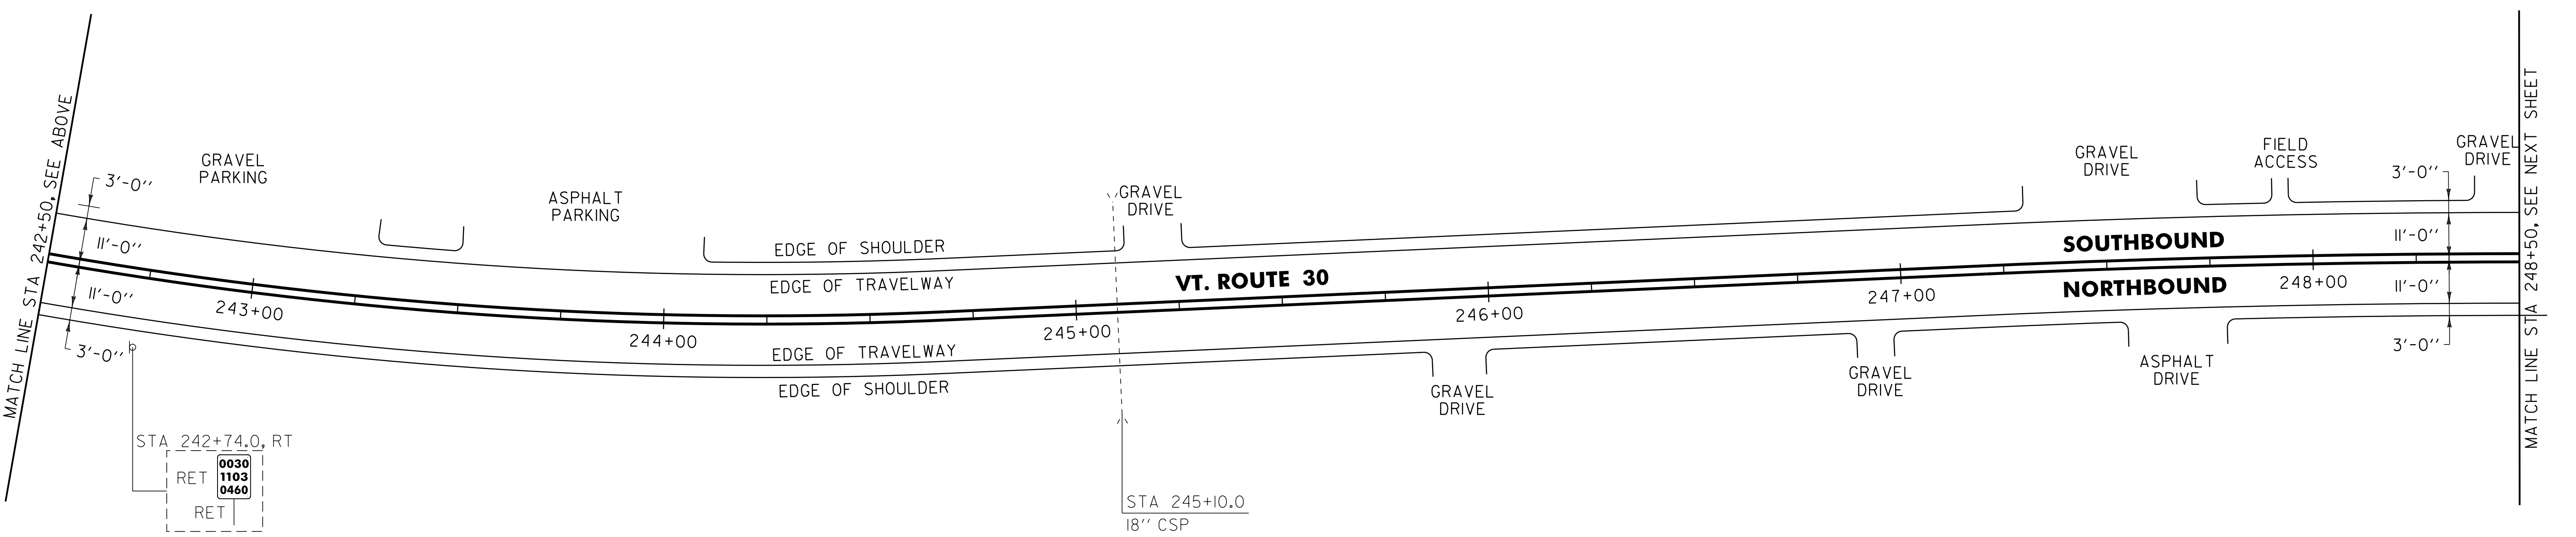 MATCH LINE STA 242+50, SEE ABOVE
3'-0"
11'-0"
11'-0"
3'-0"
GRAVEL
PARKING
ASPHALT
PARKING
GRAVEL
DRIVE
GRAVEL
DRIVE
FIELD
ACCESS
GRAVEL
DRIVE
3'-0"
11'-0"
11'-0"
3'-0"
MATCH LINE STA 248+50, SEE NEXT SHEET
EDGE OF SHOULDER
EDGE OF TRAVELWAY
VT. ROUTE 30
SOUTHBOUND
NORTHBOUND
243+00
244+00
245+00
246+00
247+00
248+00
EDGE OF TRAVELWAY
EDGE OF SHOULDER
GRAVEL
DRIVE
GRAVEL
DRIVE
ASPHALT
DRIVE
STA 242+74.0, RT
RET
0030
1103
0460
RET
STA 245+10.0
18" CSP